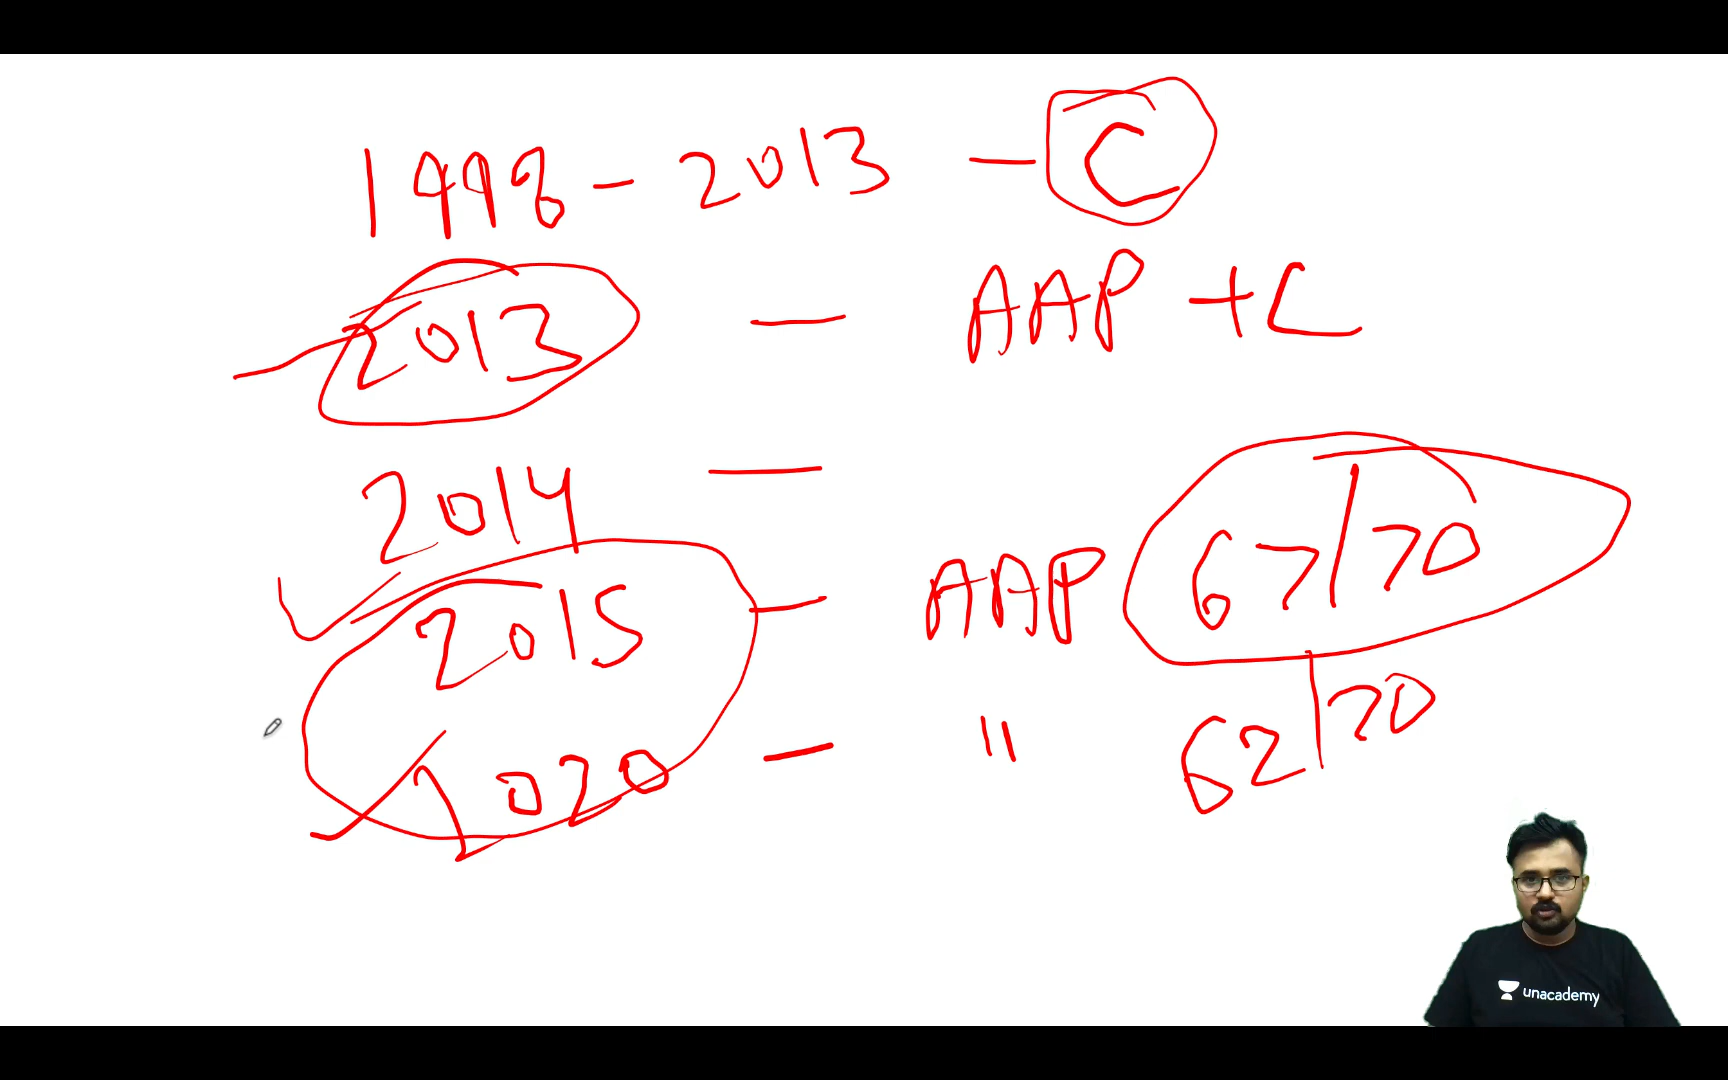 1998 - 2013 - C
2013 - AAP + C
2014 -
2015 - AAP 67/70
2020 - " 62/70
unacademy